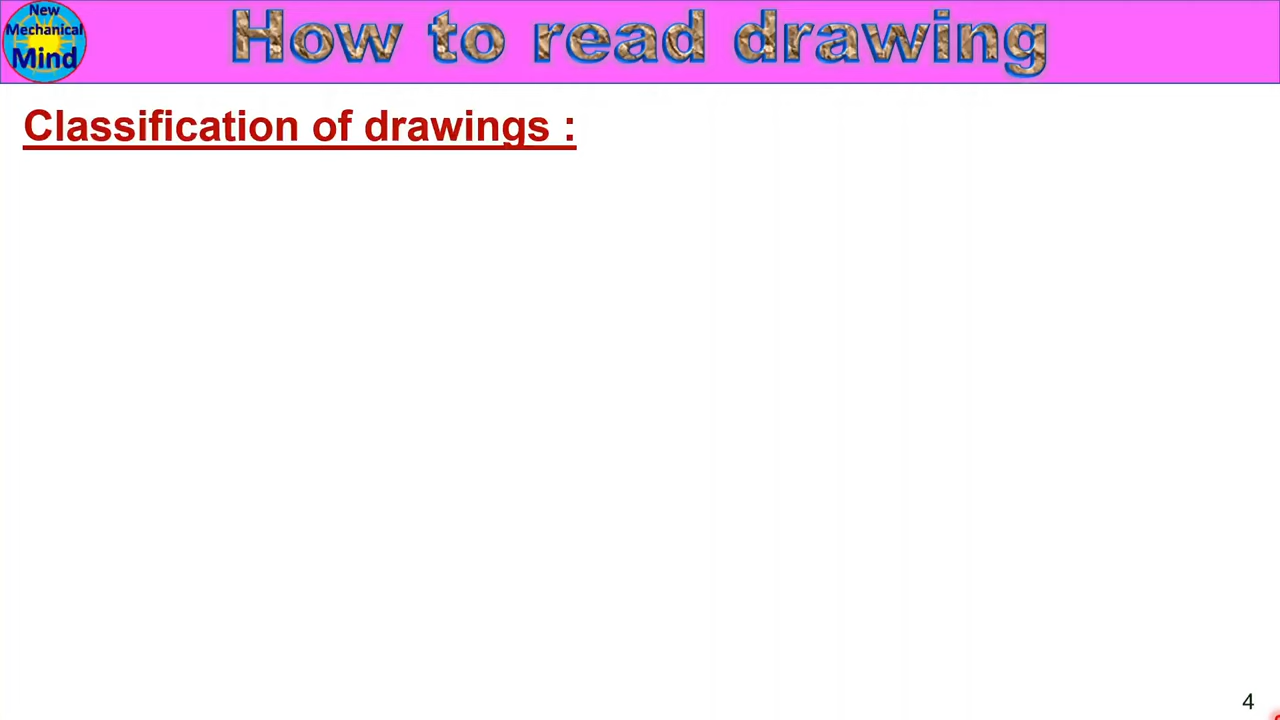 New
Mechanical
Mind
How to read drawing
Classification of drawings :
4